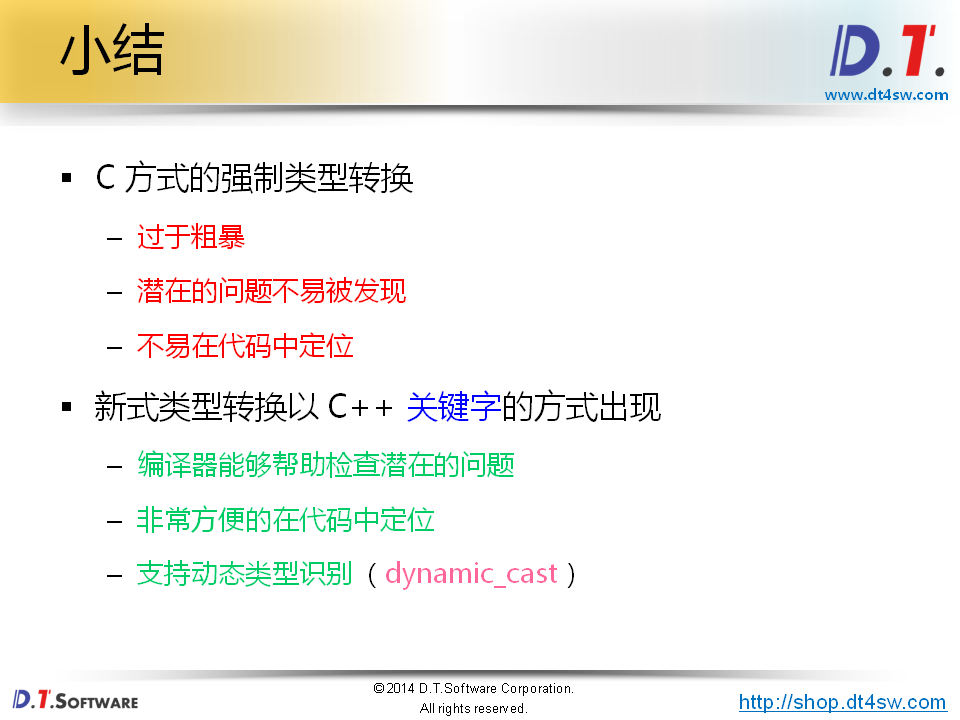 小结
D.T.
www.dt4sw.com
▪ C 方式的强制类型转换
– 过于粗暴
– 潜在的问题不易被发现
– 不易在代码中定位
▪ 新式类型转换以 C++ 关键字的方式出现
– 编译器能够帮助检查潜在的问题
– 非常方便的在代码中定位
– 支持动态类型识别（dynamic_cast）
D.T.SOFTWARE
©2014 D.T.Software Corporation.
All rights reserved.
http://shop.dt4sw.com